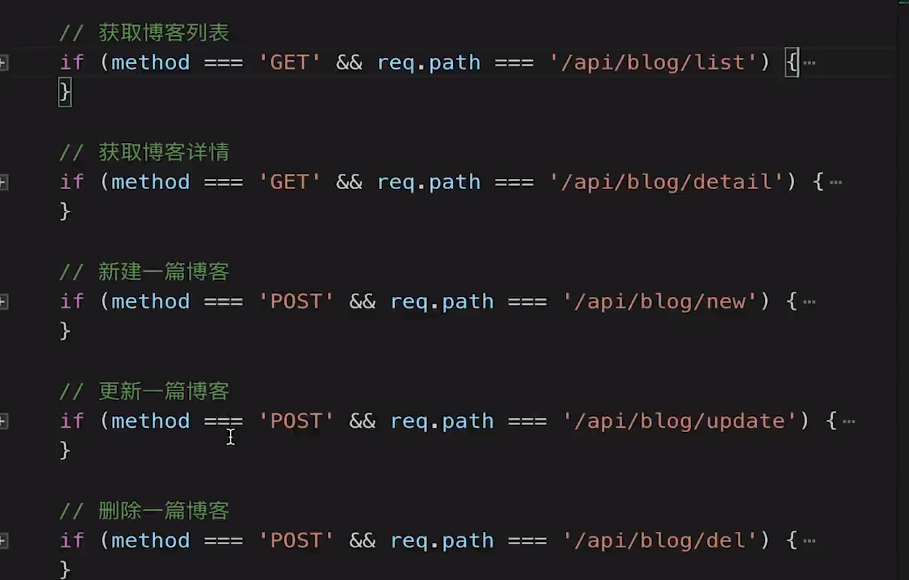 // 获取博客列表
if (method === 'GET' && req.path === '/api/blog/list') {…
}
// 获取博客详情
if (method === 'GET' && req.path === '/api/blog/detail') {…
}
// 新建一篇博客
if (method === 'POST' && req.path === '/api/blog/new') {…
}
// 更新一篇博客
if (method === 'POST' && req.path === '/api/blog/update') {…
}
// 删除一篇博客
if (method === 'POST' && req.path === '/api/blog/del') {…
}